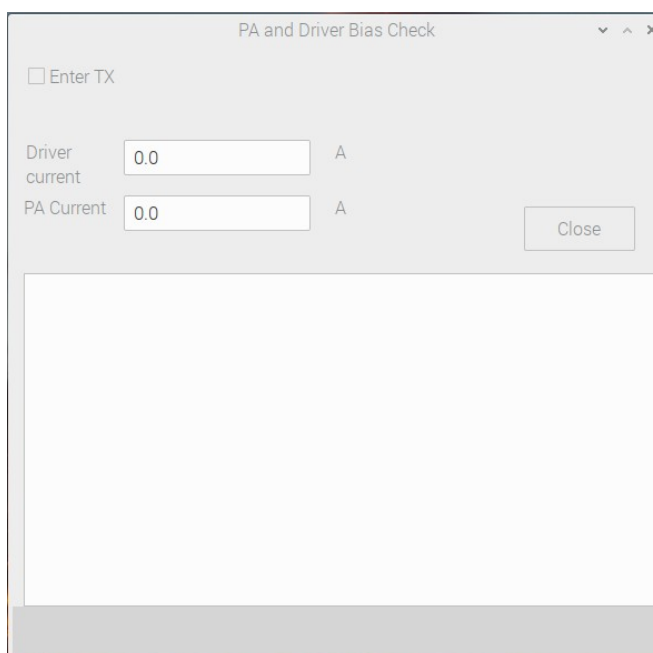 PA and Driver Bias Check
Enter TX
Driver
current
0.0
A
PA Current
0.0
A
Close